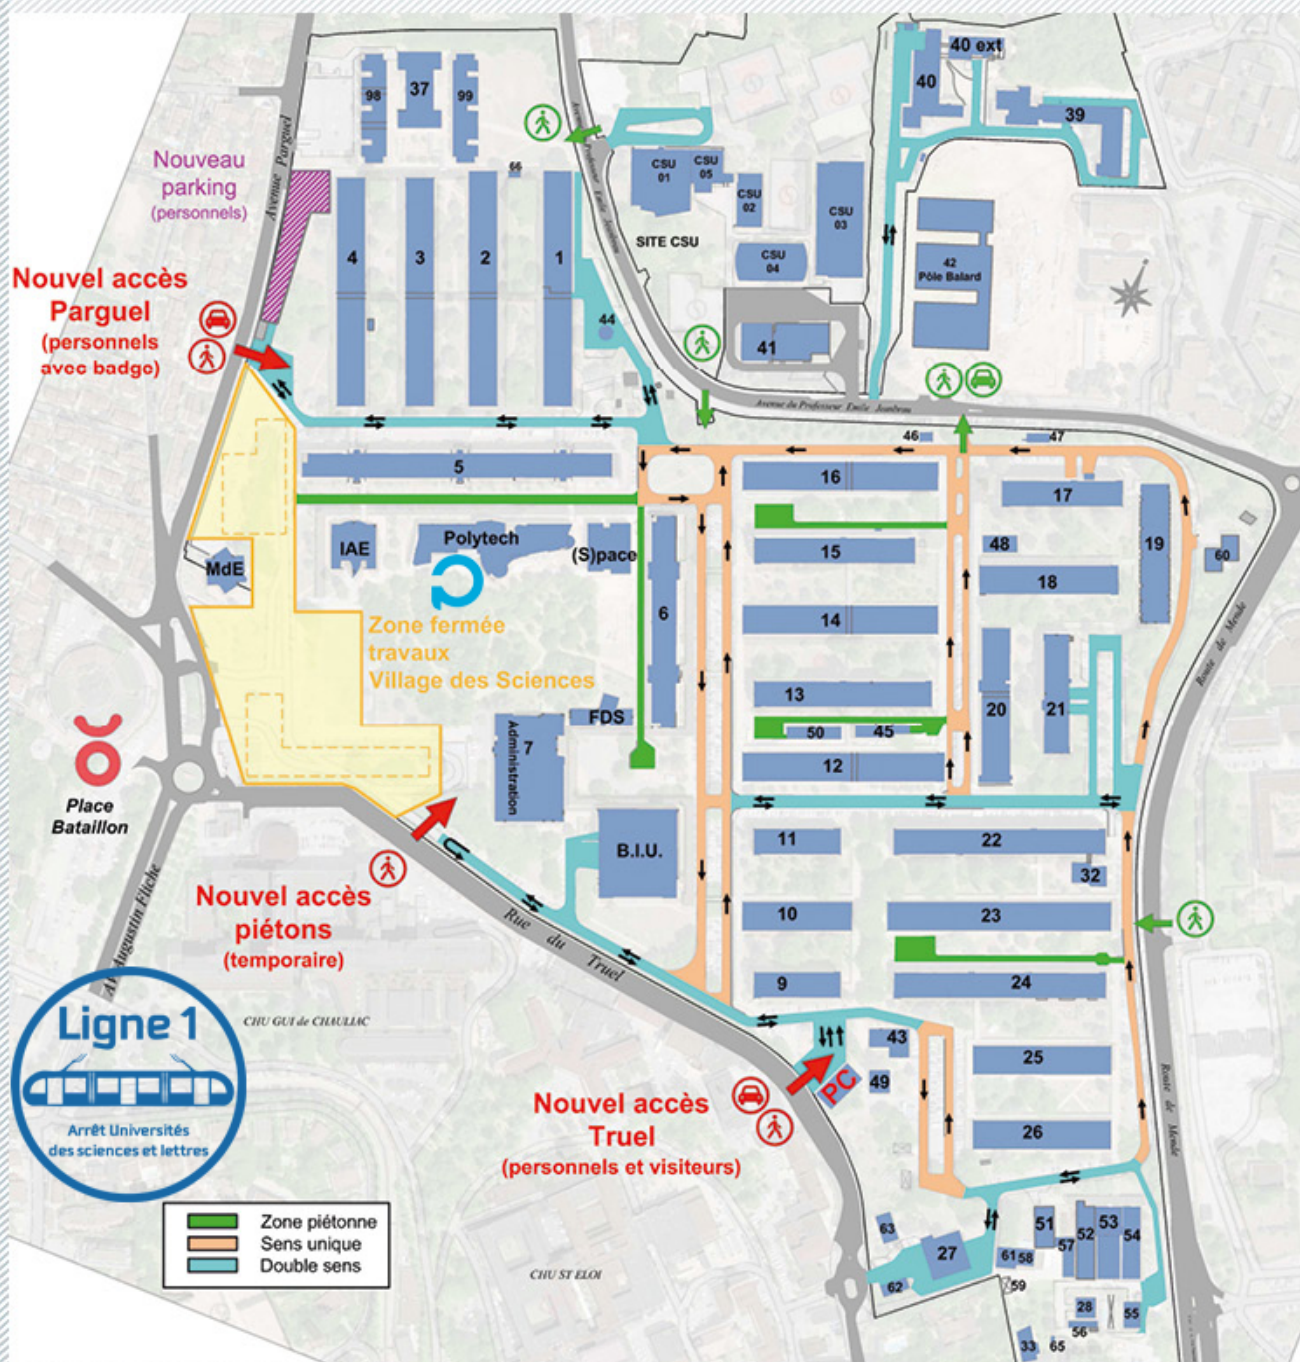 98
37
99
40
40 ext
39
Avenue Parguel
Nouveau
parking
(personnels)
66
CSU
01
CSU
05
CSU
02
CSU
03
CSU
04
SITE CSU
42
Pôle Balard
4
3
2
1
44
41
Nouvel accès
Parguel
(personnels
avec badge)
Avenue du Professeur Emile Jeanbrau
46
47
5
16
17
19
IAE
Polytech
(S)pace
MdE
15
48
18
60
6
14
Zone fermée
travaux
Village des Sciences
Route de Mende
13
20
21
FDS
7
Administration
50
45
12
Place
Bataillon
B.I.U.
11
22
32
Av. Augustin Fliche
Nouvel accès
piétons
(temporaire)
Rue du Truel
10
23
9
24
CHU GUI de CHAULIAC
Ligne 1
Arrêt Universités
des sciences et lettres
43
49
PC
25
26
Route de Mende
Nouvel accès
Truel
(personnels et visiteurs)
Zone piétonne
Sens unique
Double sens
CHU ST ELOI
63
27
62
61
58
59
51
57
52
53
54
28
56
55
33
65